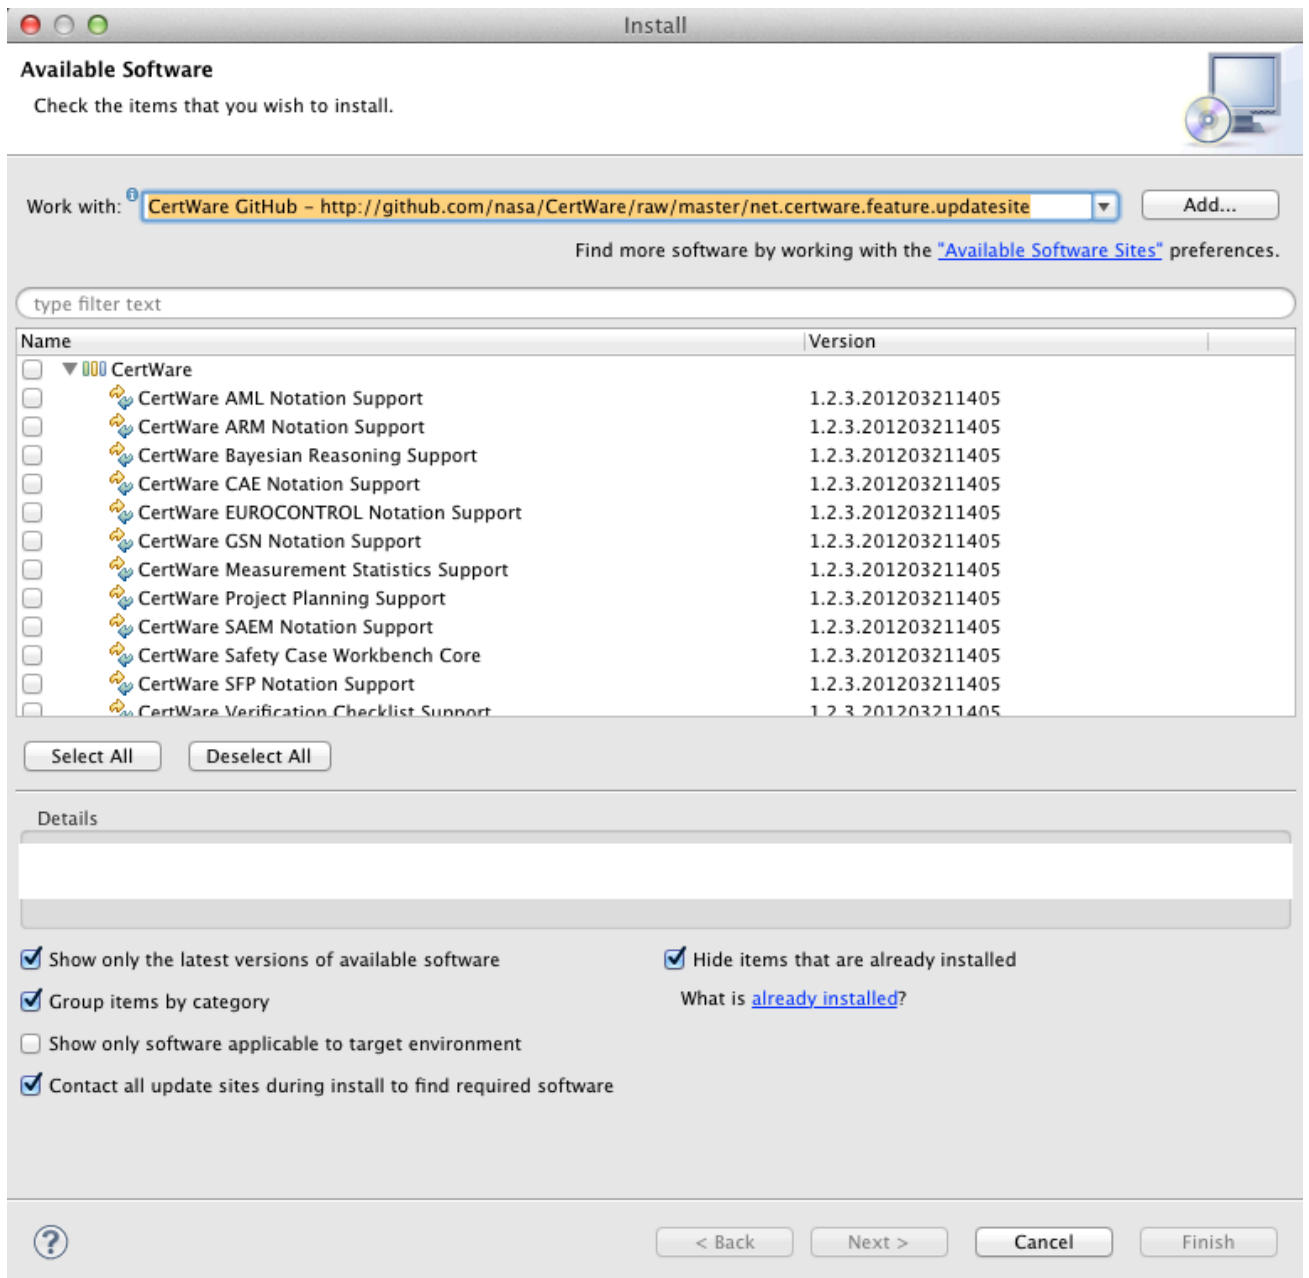 Install
Available Software
Check the items that you wish to install.
Work with: CertWare GitHub – http://github.com/nasa/CertWare/raw/master/net.certware.feature.updatesite Add...
Find more software by working with the "Available Software Sites" preferences.
type filter text
Name Version
CertWare
CertWare AML Notation Support 1.2.3.201203211405
CertWare ARM Notation Support 1.2.3.201203211405
CertWare Bayesian Reasoning Support 1.2.3.201203211405
CertWare CAE Notation Support 1.2.3.201203211405
CertWare EUROCONTROL Notation Support 1.2.3.201203211405
CertWare GSN Notation Support 1.2.3.201203211405
CertWare Measurement Statistics Support 1.2.3.201203211405
CertWare Project Planning Support 1.2.3.201203211405
CertWare SAEM Notation Support 1.2.3.201203211405
CertWare Safety Case Workbench Core 1.2.3.201203211405
CertWare SFP Notation Support 1.2.3.201203211405
CertWare Verification Checklist Support 1.2.3.201203211405
Select All Deselect All
Details
Show only the latest versions of available software Hide items that are already installed
Group items by category What is already installed?
Show only software applicable to target environment
Contact all update sites during install to find required software
? < Back Next > Cancel Finish